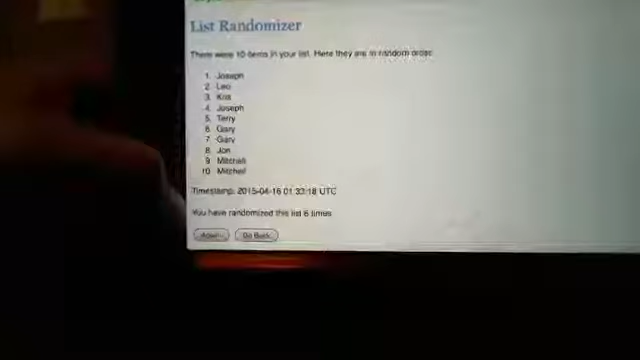 List Randomizer
There were 10 items in your list. Here they are in random order:
1. Joseph
2. Leo
3. Kris
4. Joseph
5. Terry
6. Gary
7. Gary
8. Jon
9. Mitchell
10. Mitchell
Timestamp: 2015-04-16 01:33:18 UTC
You have randomized this list 6 times
Again!
Go Back